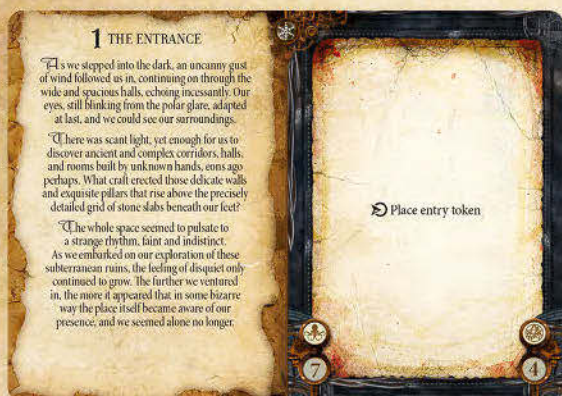 1 THE ENTRANCE
As we stepped into the dark, an uncanny gust
of wind followed us in, continuing on through the
wide and spacious halls, echoing incessantly. Our
eyes, still blinking from the polar glare, adapted
at last, and we could see our surroundings.
There was scant light, yet enough for us to
discover ancient and complex corridors, halls,
and rooms built by unknown hands, eons ago
perhaps. What craft erected those delicate walls
and exquisite pillars that rise above the precisely
detailed grid of stone slabs beneath our feet?
The whole space seemed to pulsate to
a strange rhythm, faint and indistinct.
As we embarked on our exploration of these
subterranean ruins, the feeling of disquiet only
continued to grow. The further we ventured
in, the more it appeared that in some bizarre
way the place itself became aware of our
presence, and we seemed alone no longer.
Place entry token
7
4